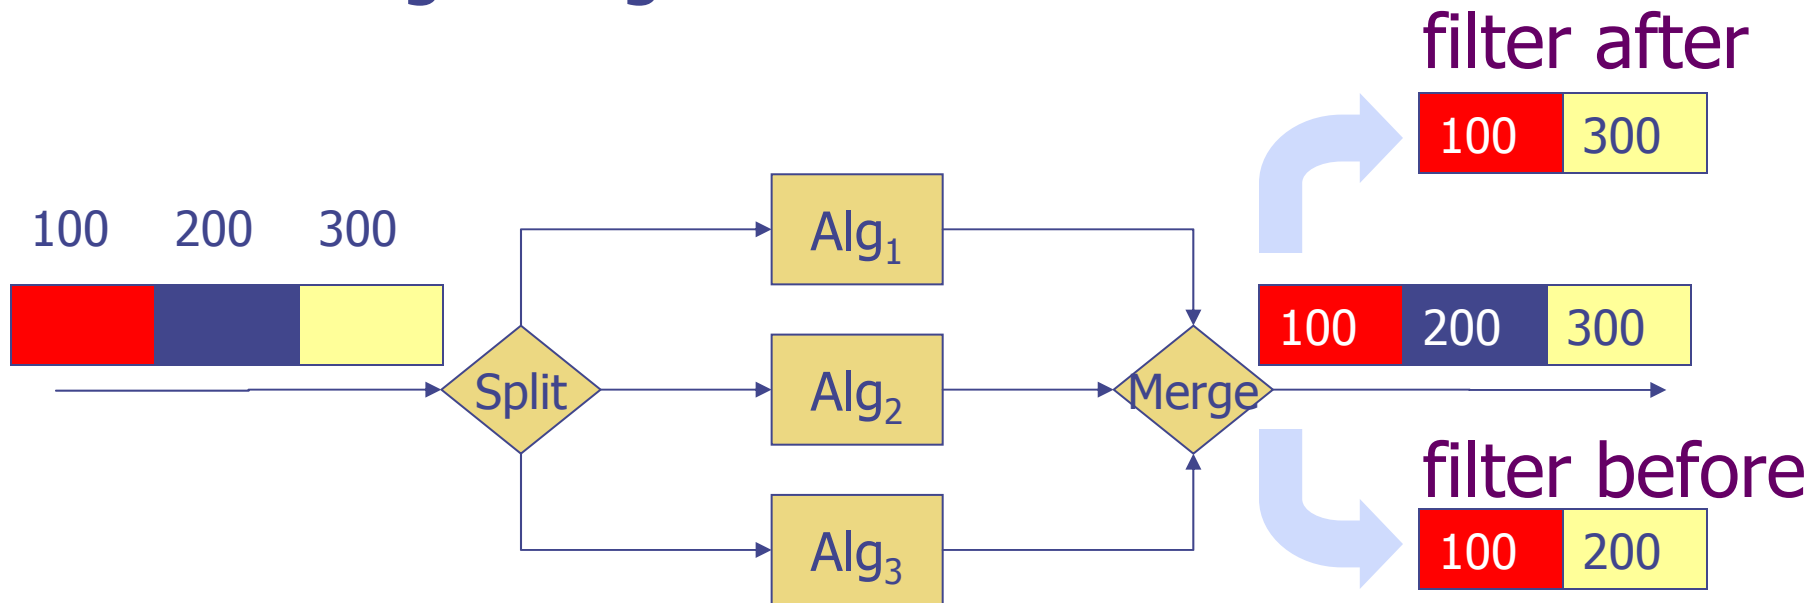 filter after
100 300
100 200 300
Alg1
100 200 300
Split
Alg2
Merge
filter before
Alg3
100 200